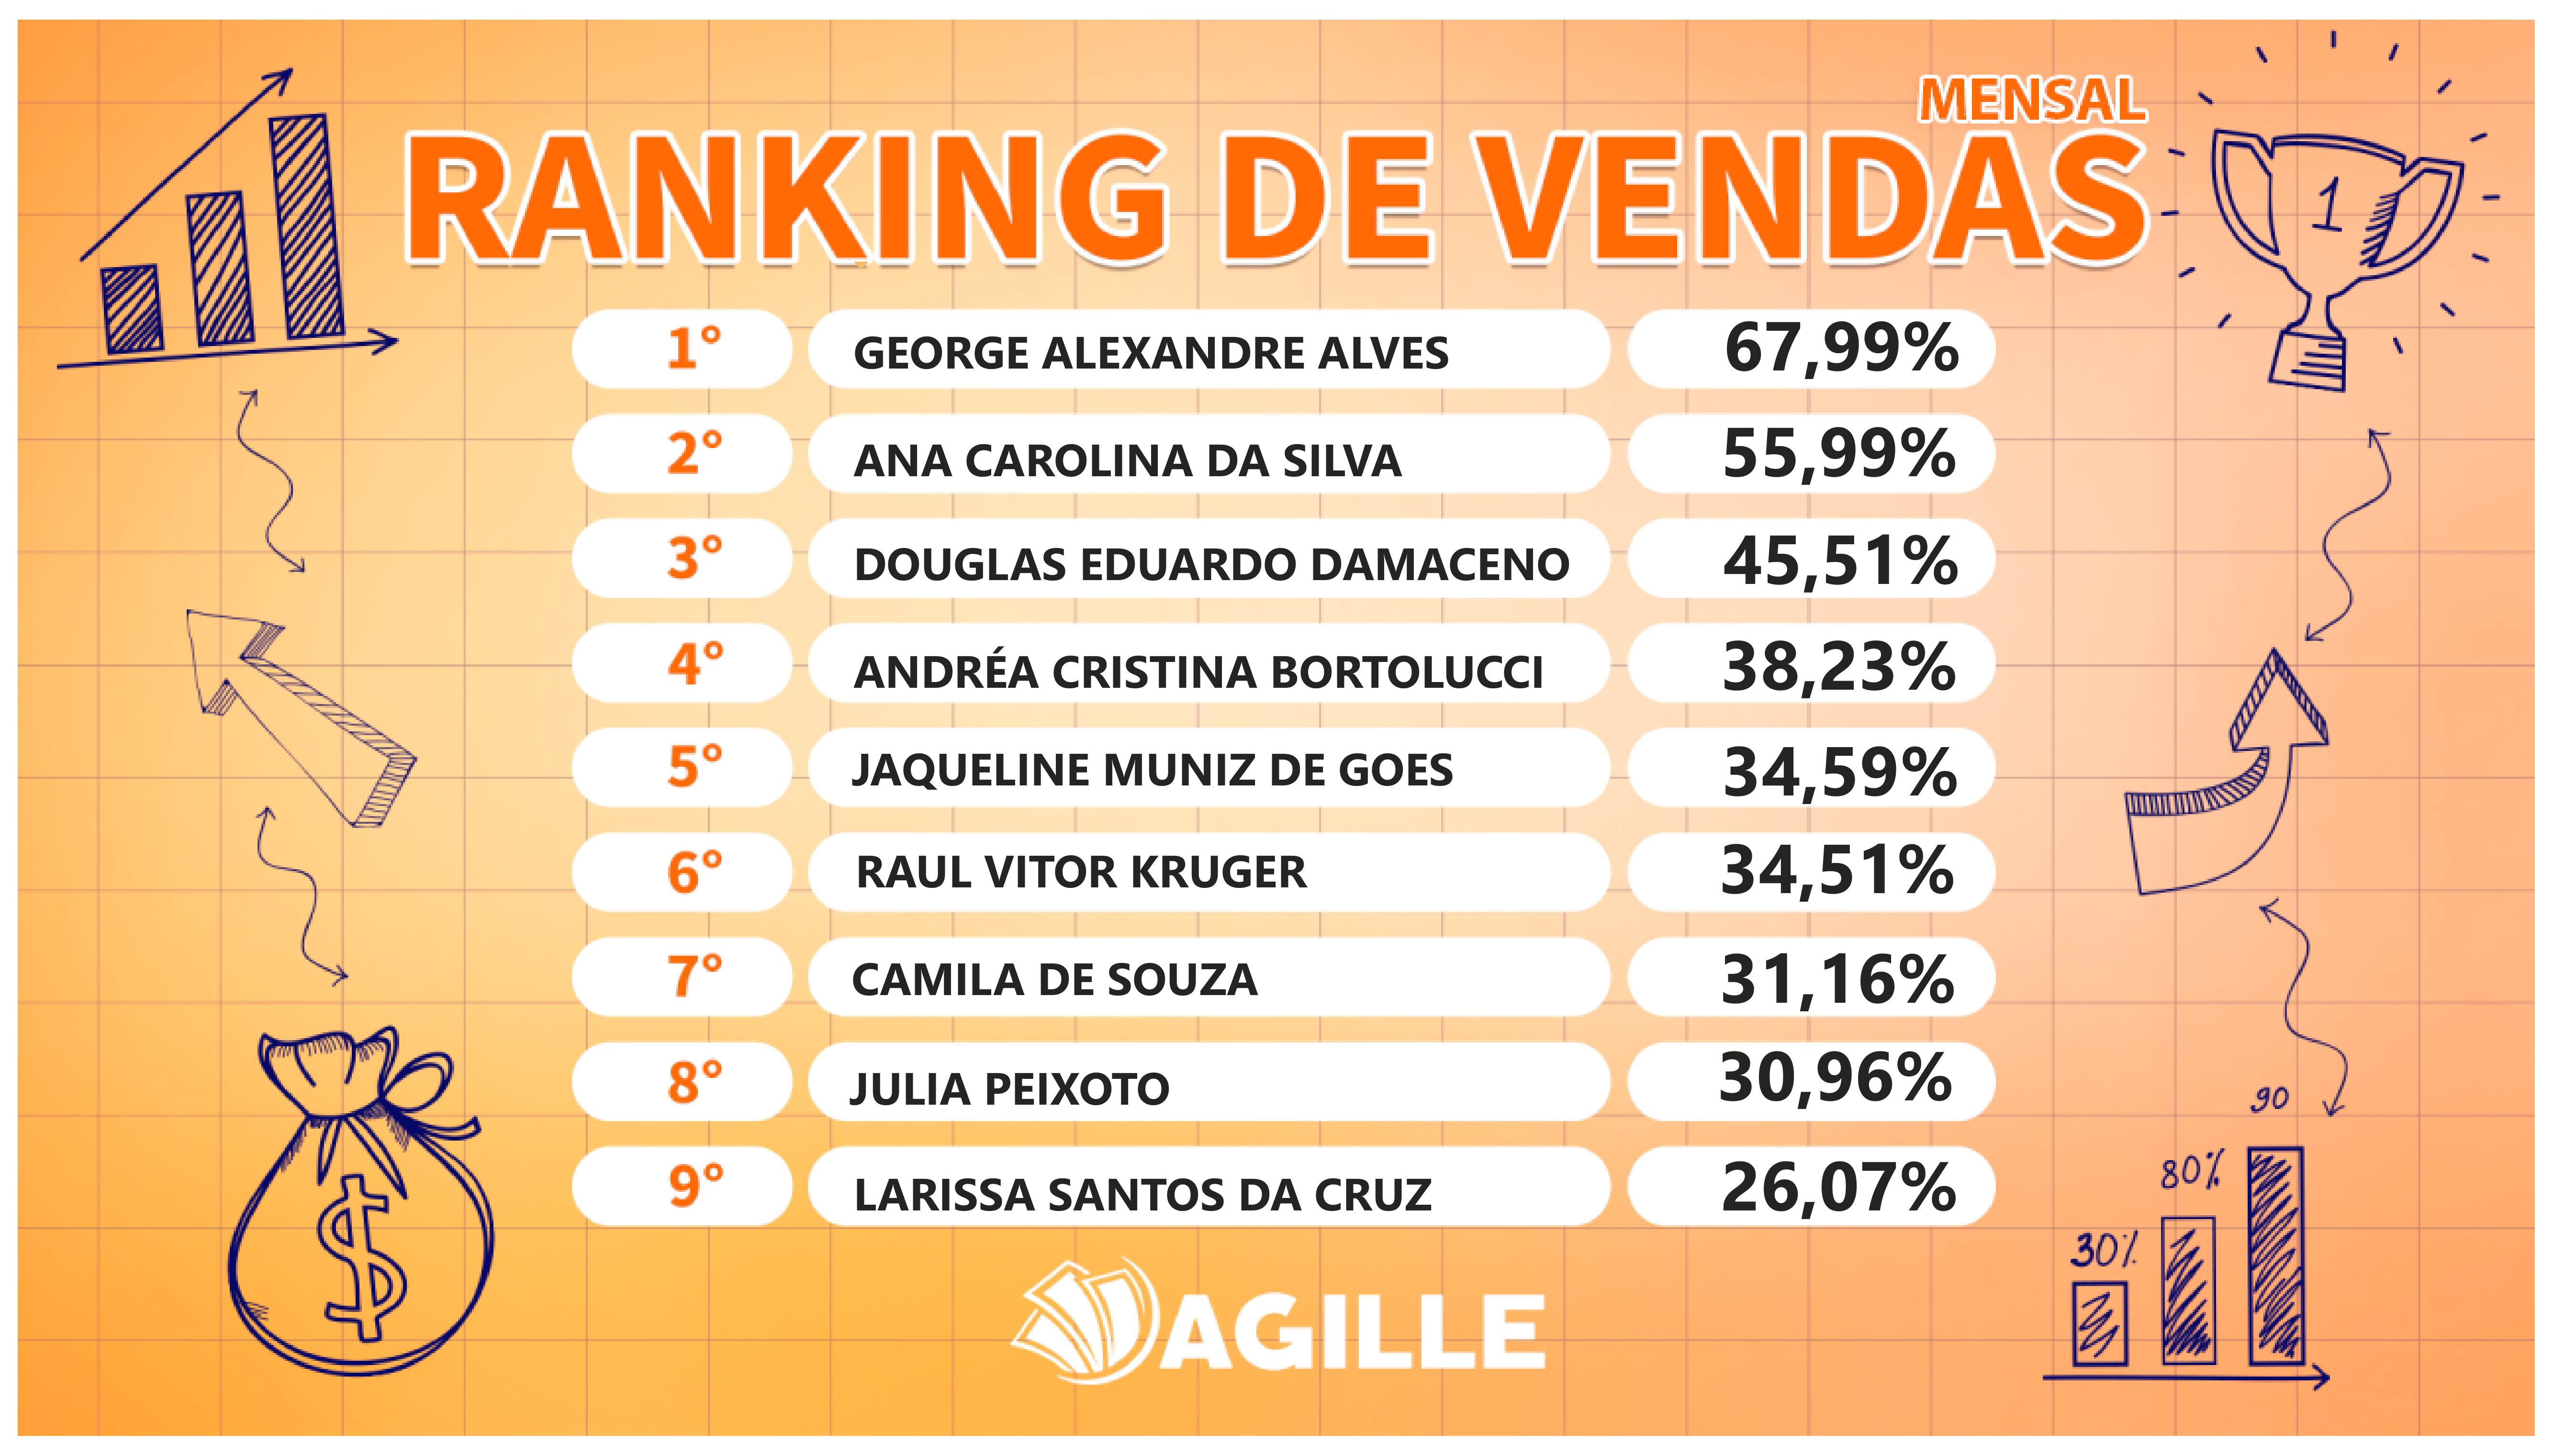 MENSAL
RANKING DE VENDAS
1° GEORGE ALEXANDRE ALVES 67,99%
2° ANA CAROLINA DA SILVA 55,99%
3° DOUGLAS EDUARDO DAMACENO 45,51%
4° ANDRÉA CRISTINA BORTOLUCCI 38,23%
5° JAQUELINE MUNIZ DE GOES 34,59%
6° RAUL VITOR KRUGER 34,51%
7° CAMILA DE SOUZA 31,16%
8° JULIA PEIXOTO 30,96%
9° LARISSA SANTOS DA CRUZ 26,07%
AGILLE
1
$
30%
80%
90